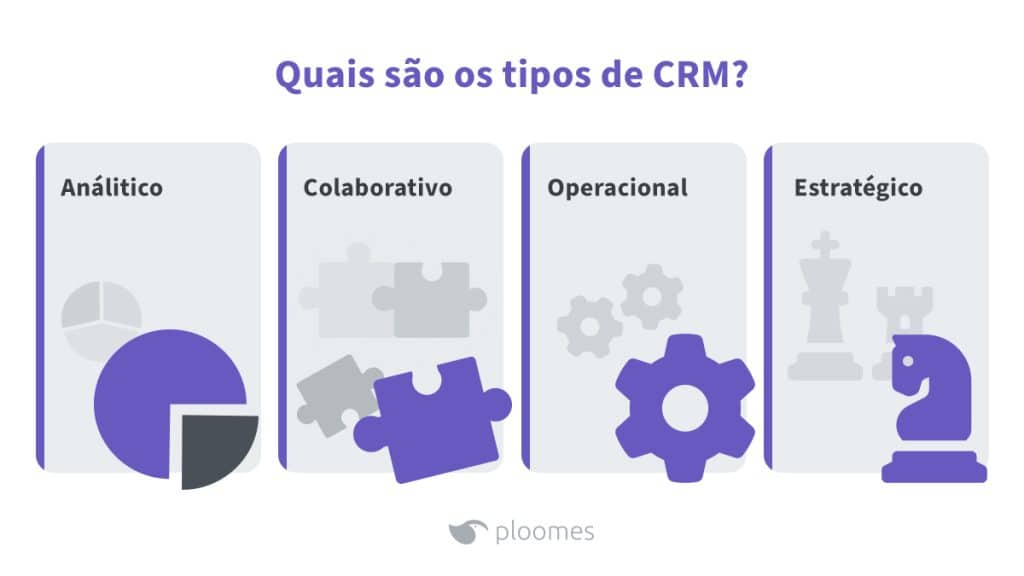 Quais são os tipos de CRM?
Análitico
Colaborativo
Operacional
Estratégico
ploomes